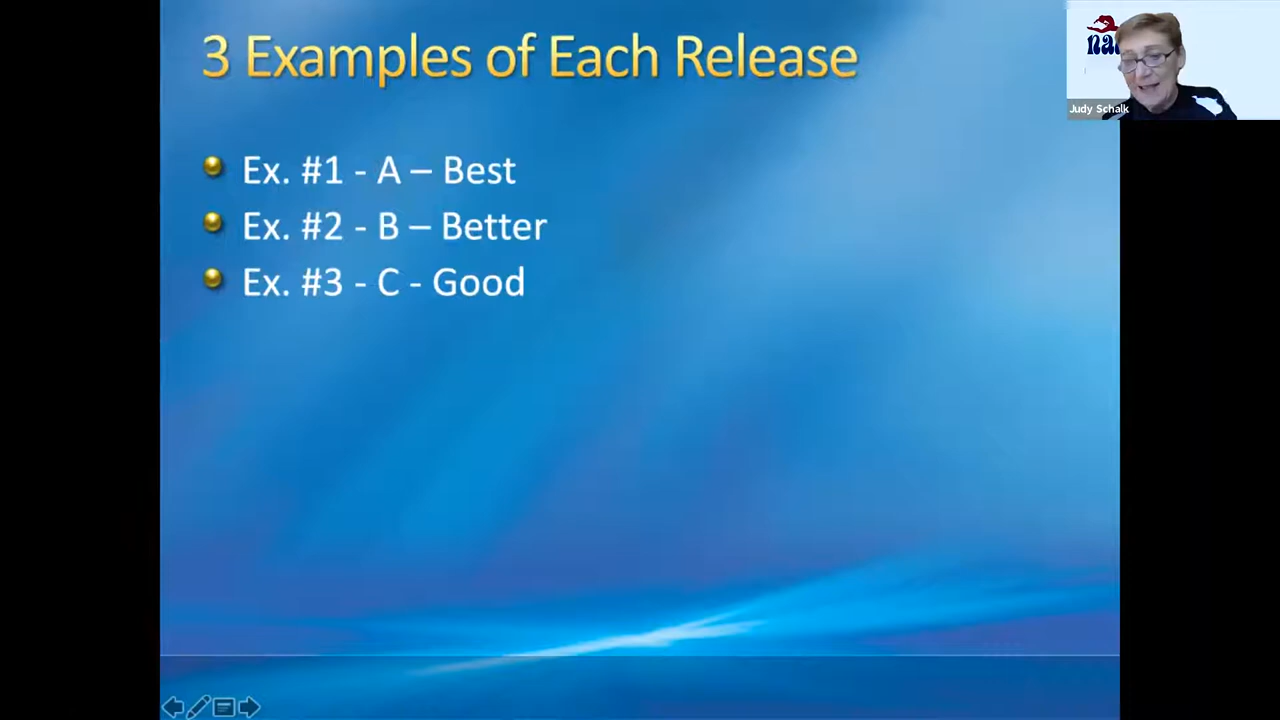 3 Examples of Each Release
Ex. #1 - A – Best
Ex. #2 - B – Better
Ex. #3 - C - Good
Judy Schalk